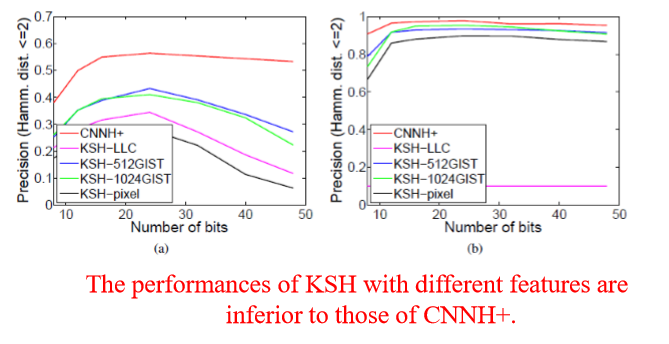 0.7
0.6
0.5
0.4
0.3
0.2
0.1
0
10
20
30
40
50
Number of bits
Precision (Hamm. dist. <=2)
CNNH+
KSH−LLC
KSH−512GIST
KSH−1024GIST
KSH−pixel
(a)
1
0.8
0.6
0.4
0.2
0
10
20
30
40
50
Number of bits
Precision (Hamm. dist. <=2)
CNNH+
KSH−LLC
KSH−512GIST
KSH−1024GIST
KSH−pixel
(b)
The performances of KSH with different features are
inferior to those of CNNH+.